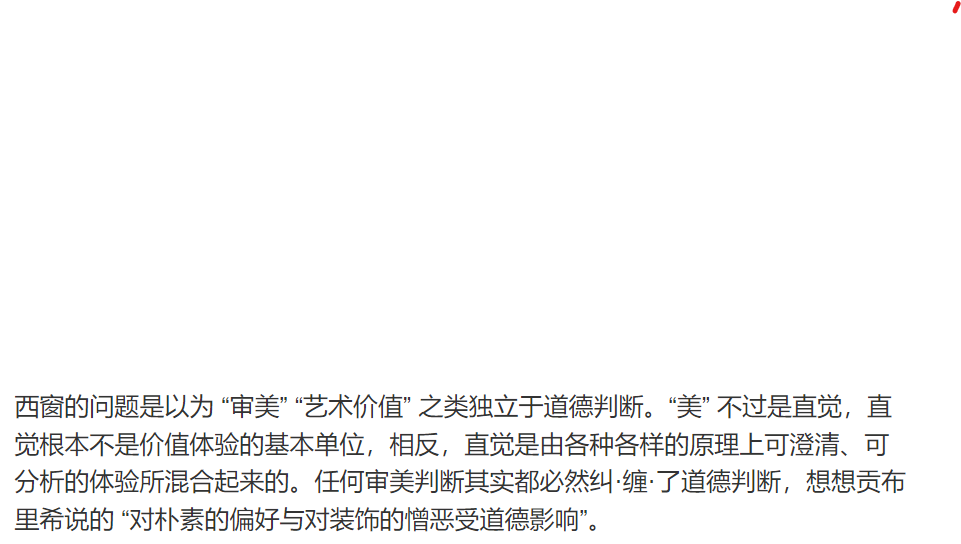 西窗的问题是以为 “审美” “艺术价值” 之类独立于道德判断。“美” 不过是直觉，直
觉根本不是价值体验的基本单位，相反，直觉是由各种各样的原理上可澄清、可
分析的体验所混合起来的。任何审美判断其实都必然纠·缠·了道德判断，想想贡布
里希说的 “对朴素的偏好与对装饰的憎恶受道德影响”。